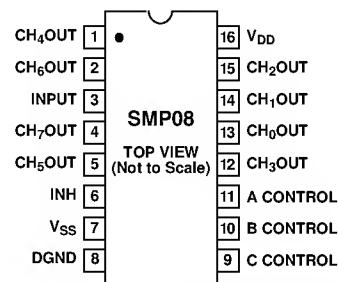 CH4OUT 1 16 VDD
CH6OUT 2 15 CH2OUT
INPUT 3 14 CH1OUT
CH7OUT 4 SMP08 13 CH0OUT
CH5OUT 5 TOP VIEW 12 CH3OUT
(Not to Scale)
INH 6 11 A CONTROL
VSS 7 10 B CONTROL
DGND 8 9 C CONTROL